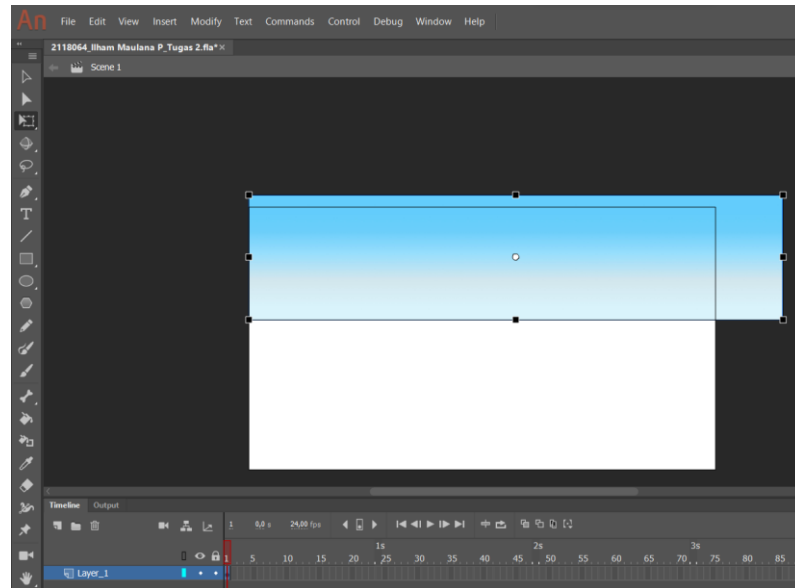 An File Edit View Insert Modify Text Commands Control Debug Window Help
2118064_Ilham Maulana P_Tugas 2.fla*×
Scene 1
T
Timeline Output
1 0,0 s 24,00 fps
1s 2s 3s
1 5 10 15 20 25 30 35 40 45 50 55 60 65 70 75 80 85
Layer_1